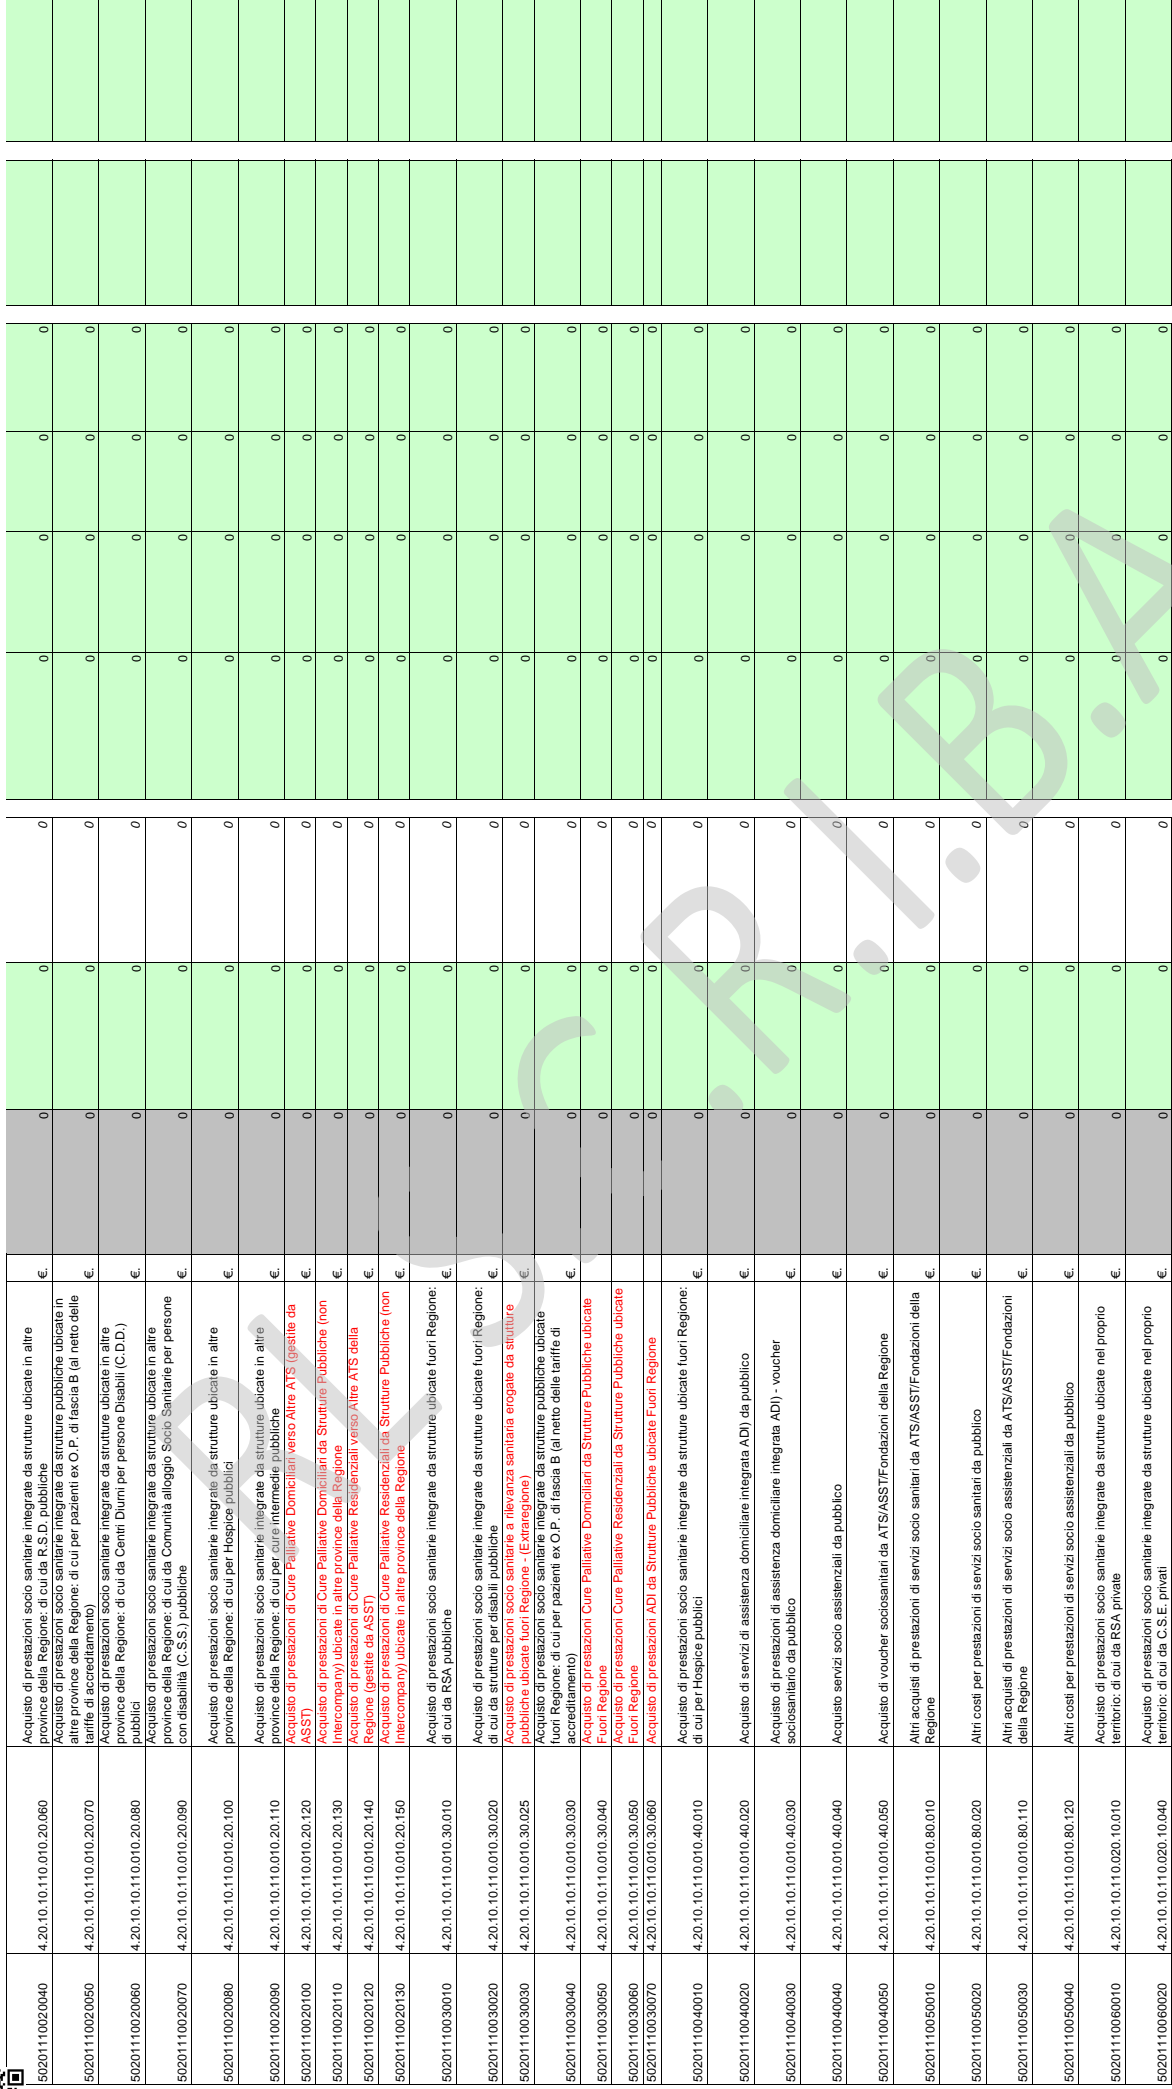 50201110020040 4.20.10.10.110.010.20.060 Acquisto di prestazioni socio sanitarie integrate da strutture ubicate in altre
province della Regione: di cui da R.S.D. pubbliche €. 0 0 0 0 0 0 0
50201110020050 4.20.10.10.110.010.20.070 Acquisto di prestazioni socio sanitarie integrate da strutture pubbliche ubicate in
altre province della Regione: di cui per pazienti ex O.P. di fascia B (al netto delle
tariffe di accreditamento) €. 0 0 0 0 0 0 0
50201110020060 4.20.10.10.110.010.20.080 Acquisto di prestazioni socio sanitarie integrate da strutture ubicate in altre
province della Regione: di cui da Centri Diurni per persone Disabili (C.D.D.)
pubblici €. 0 0 0 0 0 0 0
50201110020070 4.20.10.10.110.010.20.090 Acquisto di prestazioni socio sanitarie integrate da strutture ubicate in altre
province della Regione: di cui da Comunità alloggio Socio Sanitarie per persone
con disabilità (C.S.S.) pubbliche €. 0 0 0 0 0 0 0
50201110020080 4.20.10.10.110.010.20.100 Acquisto di prestazioni socio sanitarie integrate da strutture ubicate in altre
province della Regione: di cui per Hospice pubblici €. 0 0 0 0 0 0 0
50201110020090 4.20.10.10.110.010.20.110 Acquisto di prestazioni socio sanitarie integrate da strutture ubicate in altre
province della Regione: di cui per cure intermedie pubbliche €. 0 0 0 0 0 0 0
50201110020100 4.20.10.10.110.010.20.120 Acquisto di prestazioni di Cure Palliative Domiciliari verso Altre ATS (gestite da
ASST) €. 0 0 0 0 0 0 0
50201110020110 4.20.10.10.110.010.20.130 Acquisto di prestazioni di Cure Palliative Domiciliari da Strutture Pubbliche (non
Intercompany) ubicate in altre province della Regione €. 0 0 0 0 0 0 0
50201110020120 4.20.10.10.110.010.20.140 Acquisto di prestazioni di Cure Palliative Residenziali verso Altre ATS della
Regione (gestite da ASST) €. 0 0 0 0 0 0 0
50201110020130 4.20.10.10.110.010.20.150 Acquisto di prestazioni di Cure Palliative Residenziali da Strutture Pubbliche (non
Intercompany) ubicate in altre province della Regione €. 0 0 0 0 0 0 0
50201110030010 4.20.10.10.110.010.30.010 Acquisto di prestazioni socio sanitarie integrate da strutture ubicate fuori Regione:
di cui da RSA pubbliche €. 0 0 0 0 0 0 0
50201110030020 4.20.10.10.110.010.30.020 Acquisto di prestazioni socio sanitarie integrate da strutture ubicate fuori Regione:
di cui da strutture per disabili pubbliche €. 0 0 0 0 0 0 0
50201110030030 4.20.10.10.110.010.30.025 Acquisto di prestazioni socio sanitarie a rilevanza sanitaria erogate da strutture
pubbliche ubicate fuori Regione - (Extraregione) €. 0 0 0 0 0 0 0
50201110030040 4.20.10.10.110.010.30.030 Acquisto di prestazioni socio sanitarie integrate da strutture pubbliche ubicate
fuori Regione: di cui per pazienti ex O.P. di fascia B (al netto delle tariffe di
accreditamento) €. 0 0 0 0 0 0 0
50201110030050 4.20.10.10.110.010.30.040 Acquisto di prestazioni Cure Palliative Domiciliari da Strutture Pubbliche ubicate
Fuori Regione 0 0 0 0 0 0 0
50201110030060 4.20.10.10.110.010.30.050 Acquisto di prestazioni Cure Palliative Residenziali da Strutture Pubbliche ubicate
Fuori Regione 0 0 0 0 0 0 0
50201110030070 4.20.10.10.110.010.30.060 Acquisto di prestazioni ADI da Strutture Pubbliche ubicate Fuori Regione 0 0 0 0 0 0 0
50201110040010 4.20.10.10.110.010.40.010 Acquisto di prestazioni socio sanitarie integrate da strutture ubicate fuori Regione:
di cui per Hospice pubblici €. 0 0 0 0 0 0 0
50201110040020 4.20.10.10.110.010.40.020 Acquisto di servizi di assistenza domiciliare integrata ADI) da pubblico €. 0 0 0 0 0 0 0
50201110040030 4.20.10.10.110.010.40.030 Acquisto di prestazioni di assistenza domiciliare integrata ADI) - voucher
sociosanitario da pubblico €. 0 0 0 0 0 0 0
50201110040040 4.20.10.10.110.010.40.040 Acquisto servizi socio assistenziali da pubblico €. 0 0 0 0 0 0 0
50201110040050 4.20.10.10.110.010.40.050 Acquisto di voucher sociosanitari da ATS/ASST/Fondazioni della Regione €. 0 0 0 0 0 0 0
50201110050010 4.20.10.10.110.010.80.010 Altri acquisti di prestazioni di servizi socio sanitari da ATS/ASST/Fondazioni della
Regione €. 0 0 0 0 0 0 0
50201110050020 4.20.10.10.110.010.80.020 Altri costi per prestazioni di servizi socio sanitari da pubblico €. 0 0 0 0 0 0 0
50201110050030 4.20.10.10.110.010.80.110 Altri acquisti di prestazioni di servizi socio assistenziali da ATS/ASST/Fondazioni
della Regione €. 0 0 0 0 0 0 0
50201110050040 4.20.10.10.110.010.80.120 Altri costi per prestazioni di servizi socio assistenziali da pubblico €. 0 0 0 0 0 0 0
50201110060010 4.20.10.10.110.020.10.010 Acquisto di prestazioni socio sanitarie integrate da strutture ubicate nel proprio
territorio: di cui da RSA private €. 0 0 0 0 0 0 0
50201110060020 4.20.10.10.110.020.10.040 Acquisto di prestazioni socio sanitarie integrate da strutture ubicate nel proprio
territorio: di cui da C.S.E. privati €. 0 0 0 0 0 0 0
RL S.C.R.I.B.A